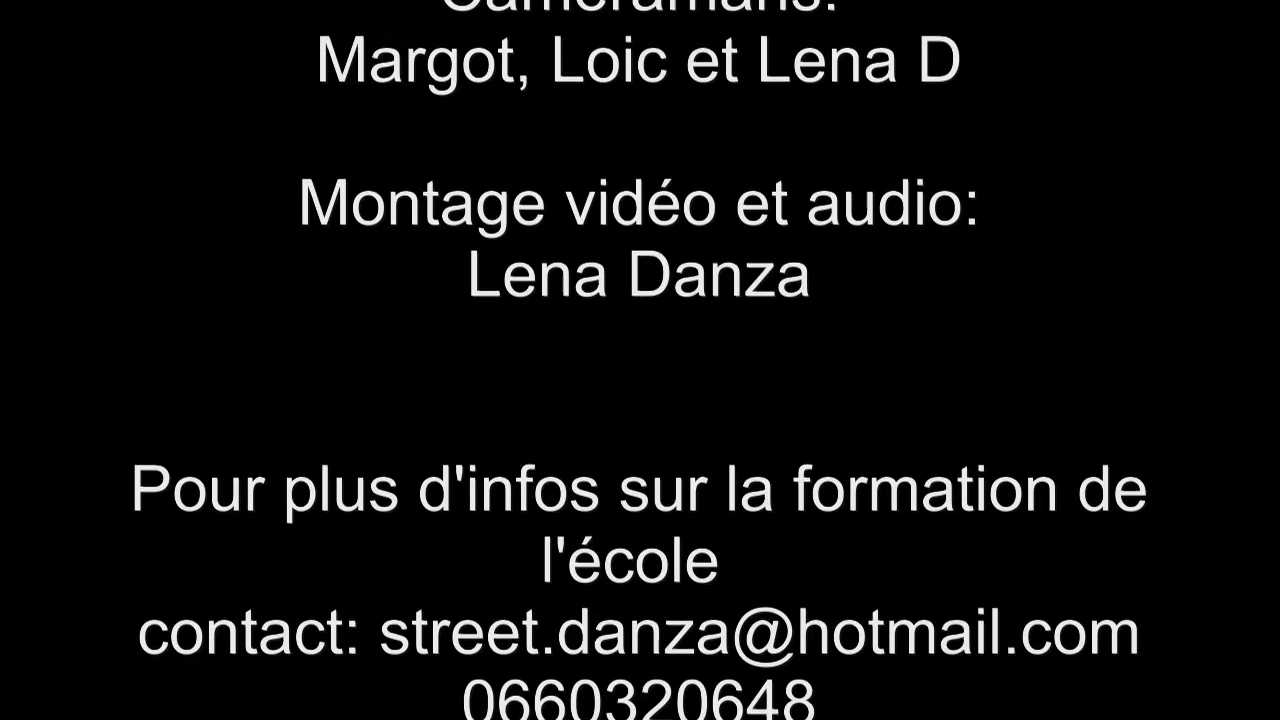 Cameramans:
Margot, Loic et Lena D
Montage vidéo et audio:
Lena Danza
Pour plus d'infos sur la formation de
l'école
contact: street.danza@hotmail.com
0660320648